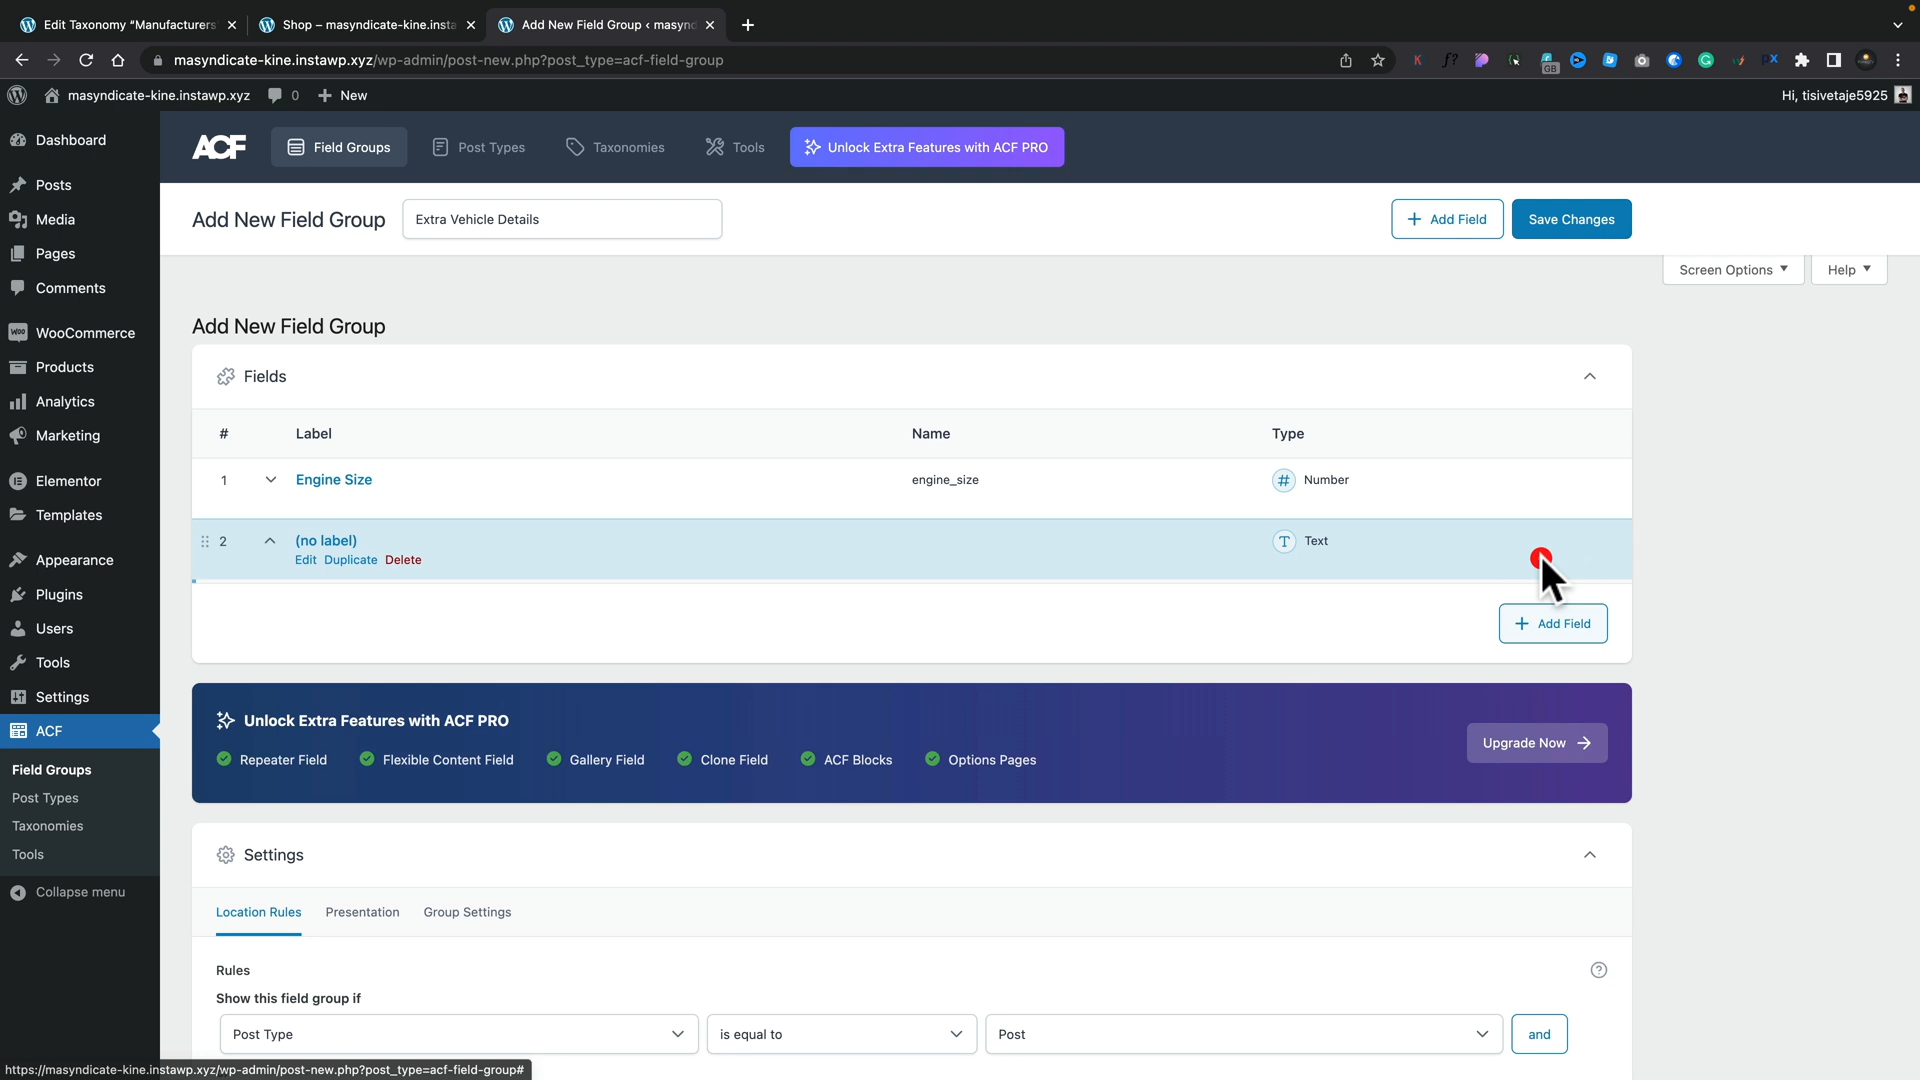 Edit Taxonomy "Manufacturers
Shop – masyndicate-kine.insta
Add New Field Group ‹ masynd
masyndicate-kine.instawp.xyz/wp-admin/post-new.php?post_type=acf-field-group
masyndicate-kine.instawp.xyz
0
New
Hi, tisivetaje5925
Dashboard
Posts
Media
Pages
Comments
WooCommerce
Products
Analytics
Marketing
Elementor
Templates
Appearance
Plugins
Users
Tools
Settings
ACF
Field Groups
Post Types
Taxonomies
Tools
Collapse menu
ACF
Field Groups
Post Types
Taxonomies
Tools
Unlock Extra Features with ACF PRO
Add New Field Group
Extra Vehicle Details
+ Add Field
Save Changes
Screen Options
Help
Add New Field Group
Fields
# Label Name Type
1 Engine Size engine_size # Number
2 (no label) T Text
Edit Duplicate Delete
+ Add Field
Unlock Extra Features with ACF PRO
Repeater Field Flexible Content Field Gallery Field Clone Field ACF Blocks Options Pages
Upgrade Now →
Settings
Location Rules Presentation Group Settings
Rules
Show this field group if
Post Type is equal to Post and
https://masyndicate-kine.instawp.xyz/wp-admin/post-new.php?post_type=acf-field-group#